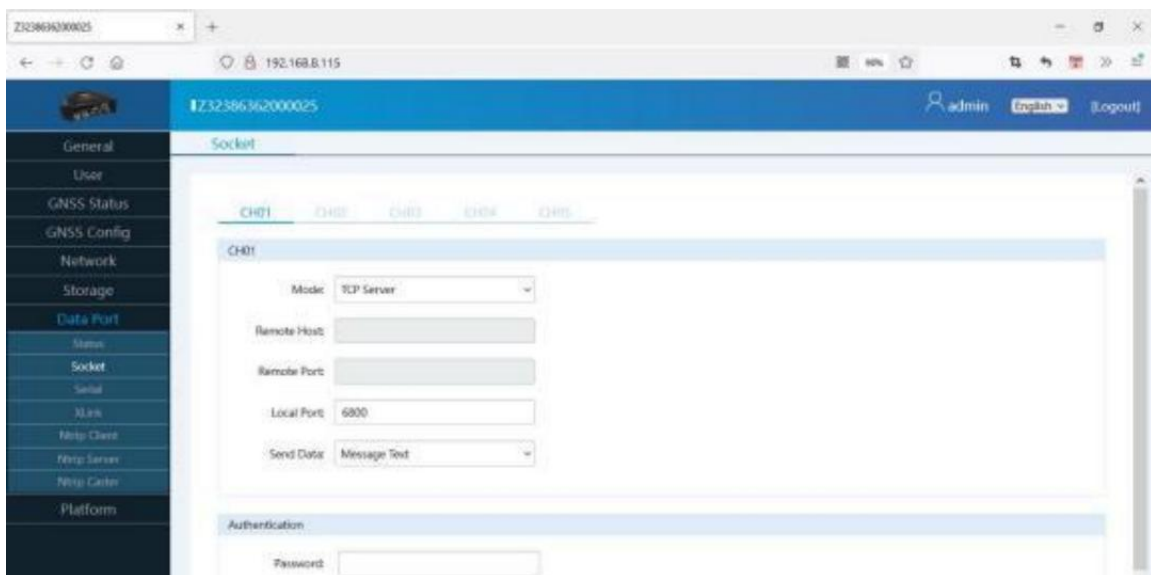 Z32386362000025
192.168.8.115
Z32386362000025
admin
English
[Logout]
General
User
GNSS Status
GNSS Config
Network
Storage
Data Port
Status
Socket
Serial
XLink
Ntrip Client
Ntrip Server
Ntrip Caster
Platform
Socket
CH01 CH02 CH03 CH04 CH05
CH01
Mode: TCP Server
Remote Host:
Remote Port:
Local Port: 6800
Send Data: Message Text
Authentication
Password: